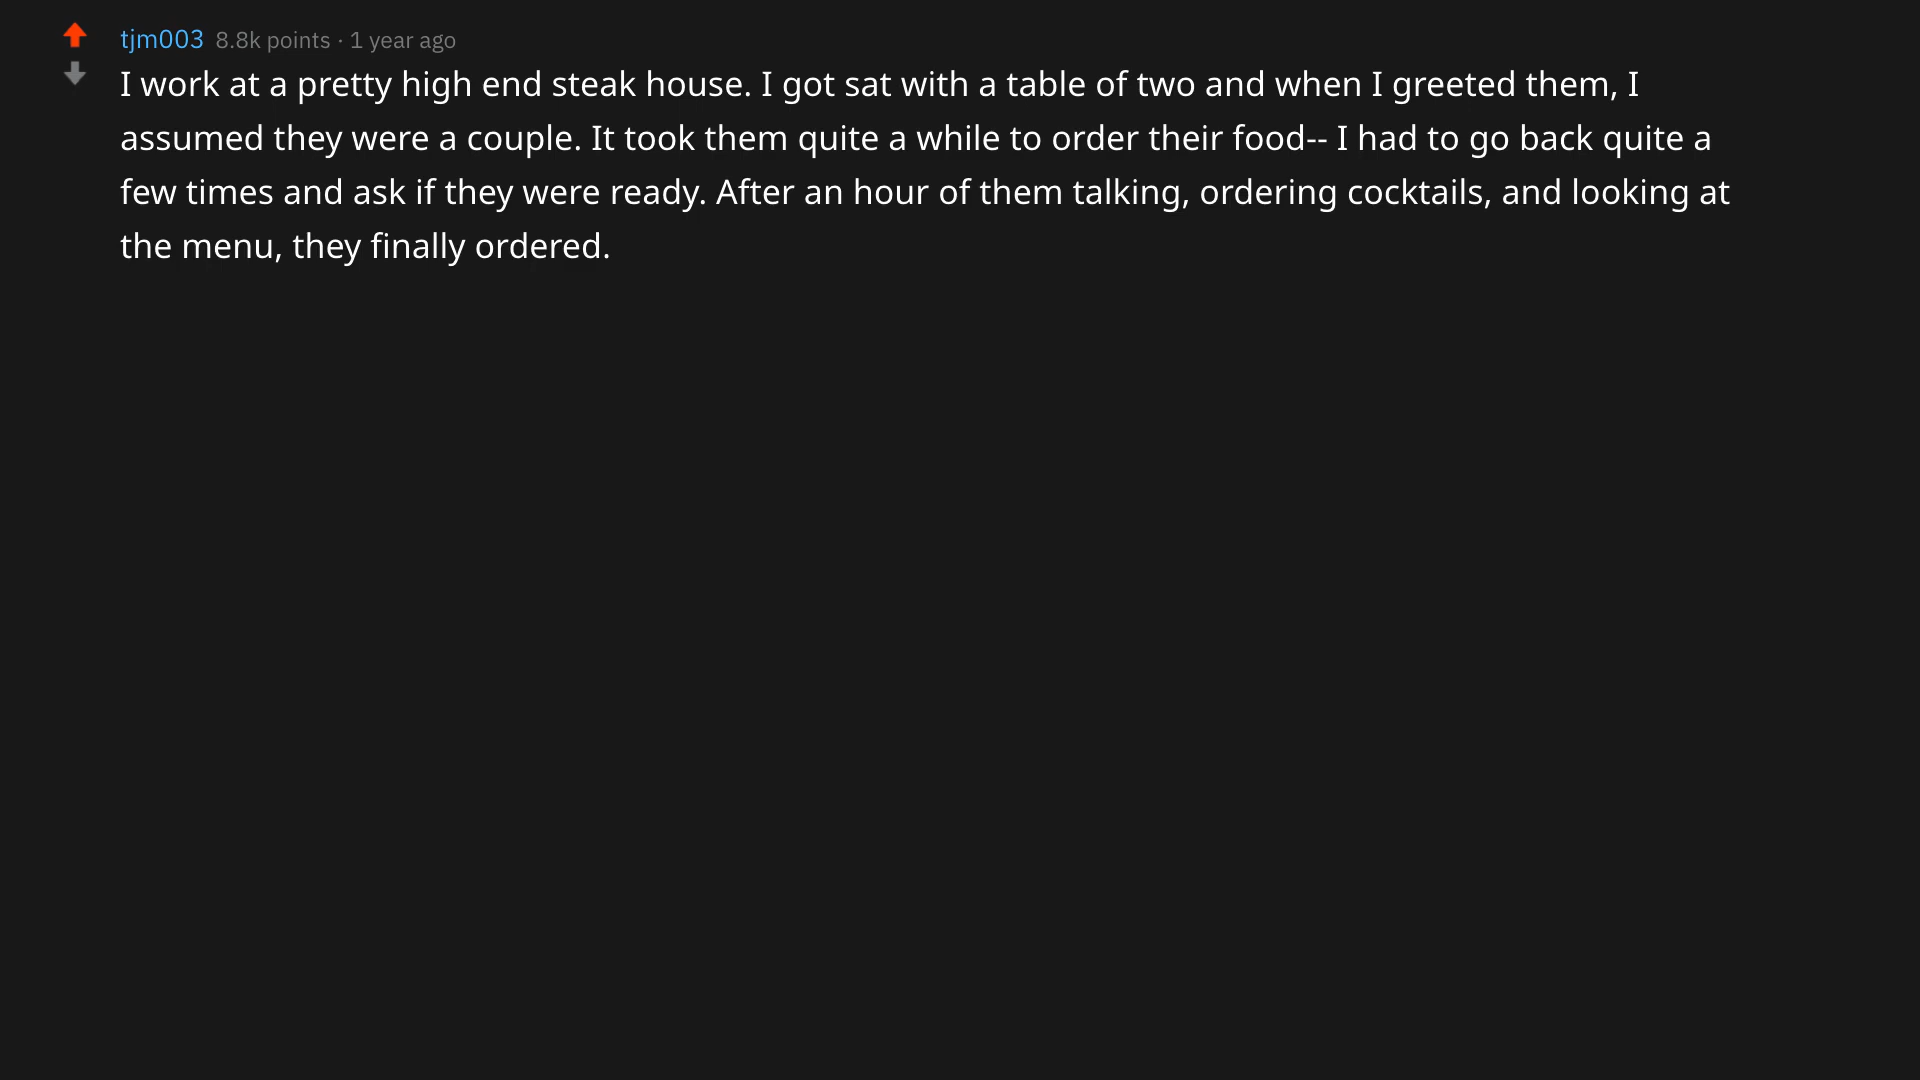 tjm003 8.8k points · 1 year ago
I work at a pretty high end steak house. I got sat with a table of two and when I greeted them, I
assumed they were a couple. It took them quite a while to order their food-- I had to go back quite a
few times and ask if they were ready. After an hour of them talking, ordering cocktails, and looking at
the menu, they finally ordered.